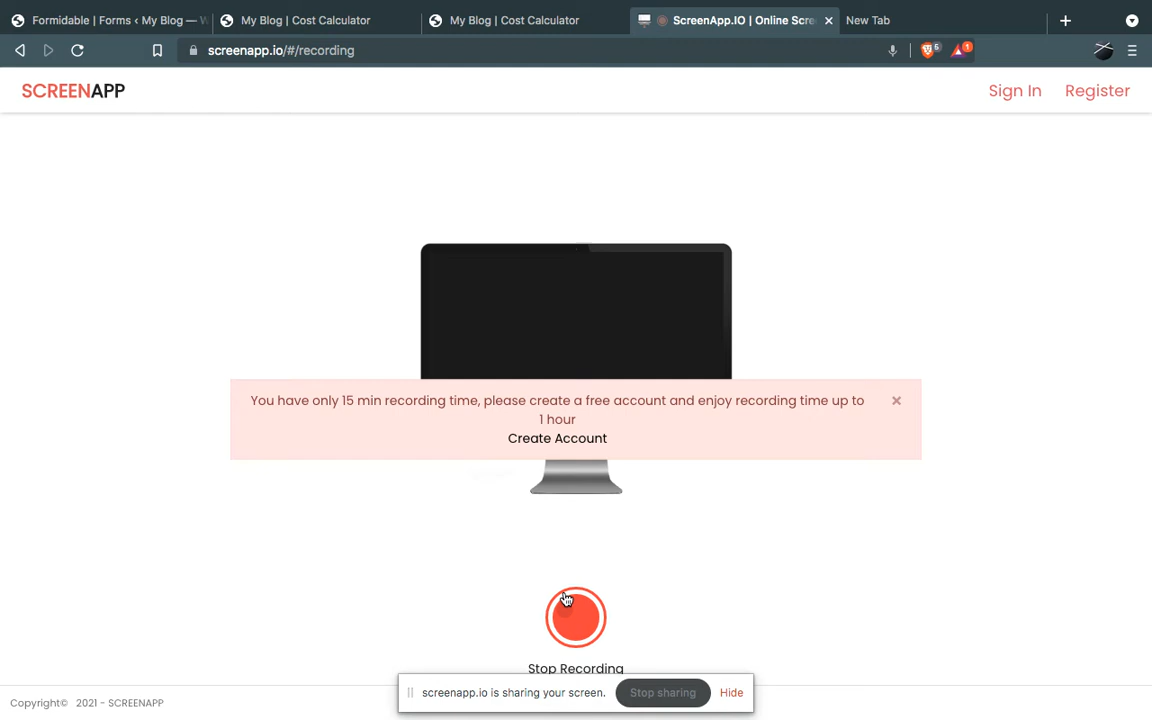 Formidable | Forms ‹ My Blog — W
My Blog | Cost Calculator
My Blog | Cost Calculator
ScreenApp.IO | Online Scre
New Tab
screenapp.io/#/recording
5
1
SCREENAPP
Sign In
Register
You have only 15 min recording time, please create a free account and enjoy recording time up to
1 hour
Create Account
Stop Recording
screenapp.io is sharing your screen.
Stop sharing
Hide
Copyright© 2021 - SCREENAPP